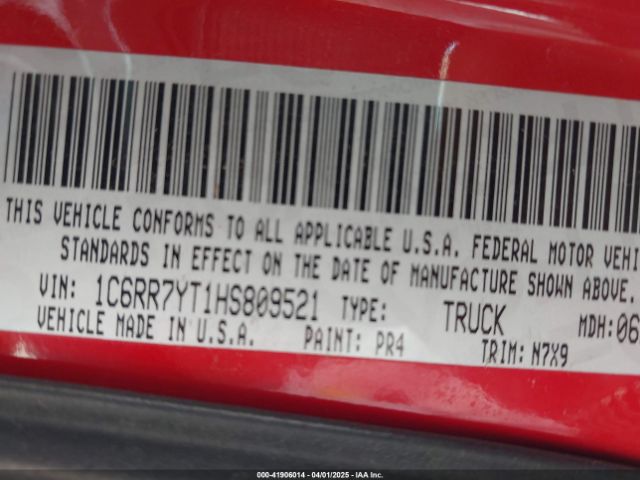 THIS VEHICLE CONFORMS TO ALL APPLICABLE U.S.A. FEDERAL MOTOR VEHI
STANDARDS IN EFFECT ON THE DATE OF MANUFACTURE SHOWN ABOVE.
VIN: 1C6RR7YT1HS809521 TYPE: TRUCK MDH:06
VEHICLE MADE IN U.S.A. PAINT: PR4 TRIM: N7X9
000-41906014 - 04/01/2025 - IAA Inc.